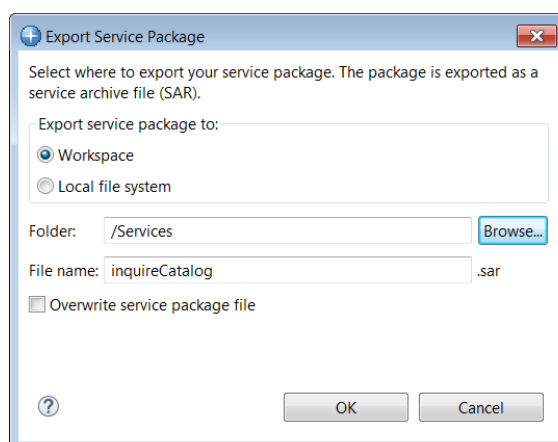 Export Service Package
Select where to export your service package. The package is exported as a
service archive file (SAR).
Export service package to:
Workspace
Local file system
Folder: /Services Browse...
File name: inquireCatalog .sar
Overwrite service package file
? OK Cancel